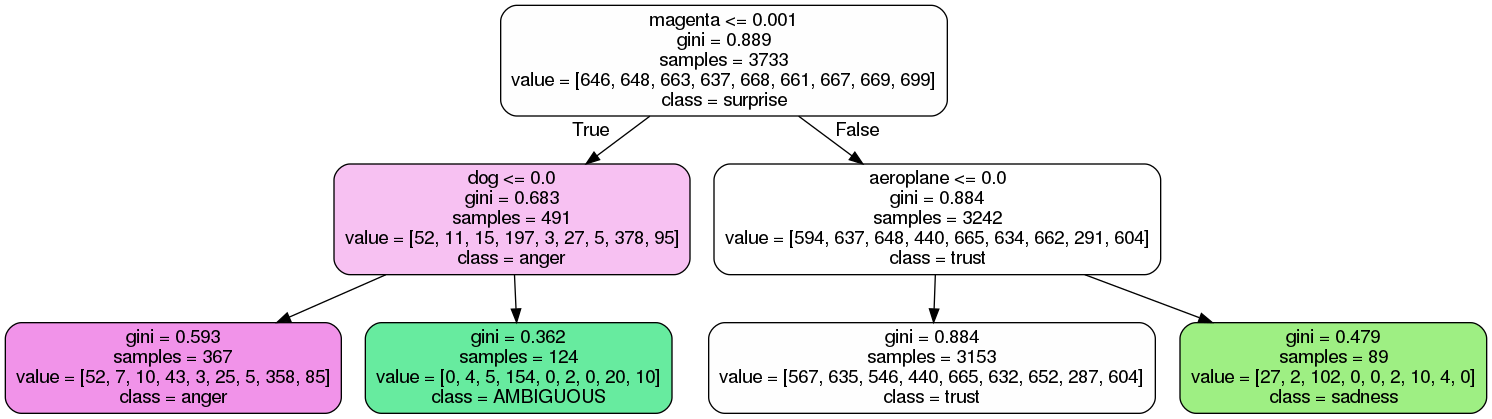 magenta <= 0.001
gini = 0.889
samples = 3733
value = [646, 648, 663, 637, 668, 661, 667, 669, 699]
class = surprise
True
False
dog <= 0.0
gini = 0.683
samples = 491
value = [52, 11, 15, 197, 3, 27, 5, 378, 95]
class = anger
aeroplane <= 0.0
gini = 0.884
samples = 3242
value = [594, 637, 648, 440, 665, 634, 662, 291, 604]
class = trust
gini = 0.593
samples = 367
value = [52, 7, 10, 43, 3, 25, 5, 358, 85]
class = anger
gini = 0.362
samples = 124
value = [0, 4, 5, 154, 0, 2, 0, 20, 10]
class = AMBIGUOUS
gini = 0.884
samples = 3153
value = [567, 635, 546, 440, 665, 632, 652, 287, 604]
class = trust
gini = 0.479
samples = 89
value = [27, 2, 102, 0, 0, 2, 10, 4, 0]
class = sadness